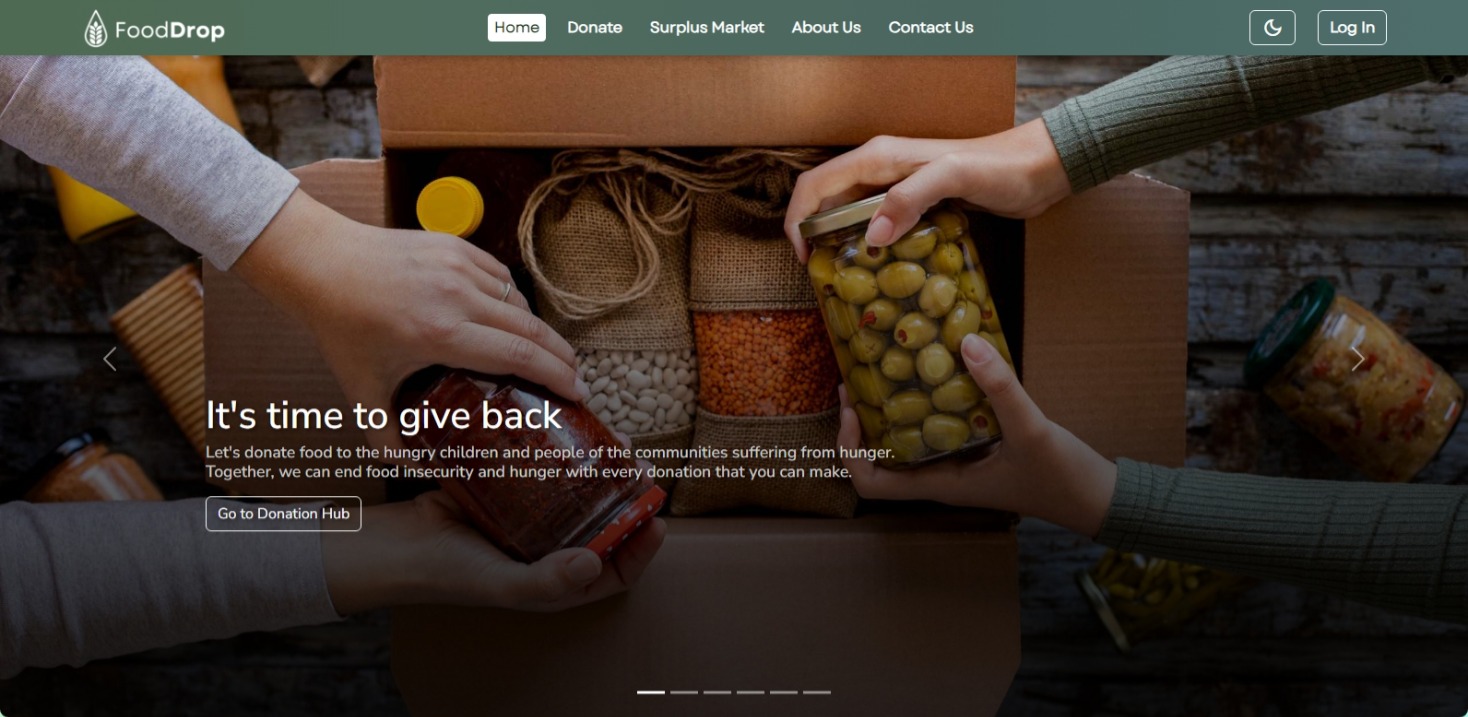 FoodDrop
Home
Donate
Surplus Market
About Us
Contact Us
Log In
It's time to give back
Let's donate food to the hungry children and people of the communities suffering from hunger.
Together, we can end food insecurity and hunger with every donation that you can make.
Go to Donation Hub